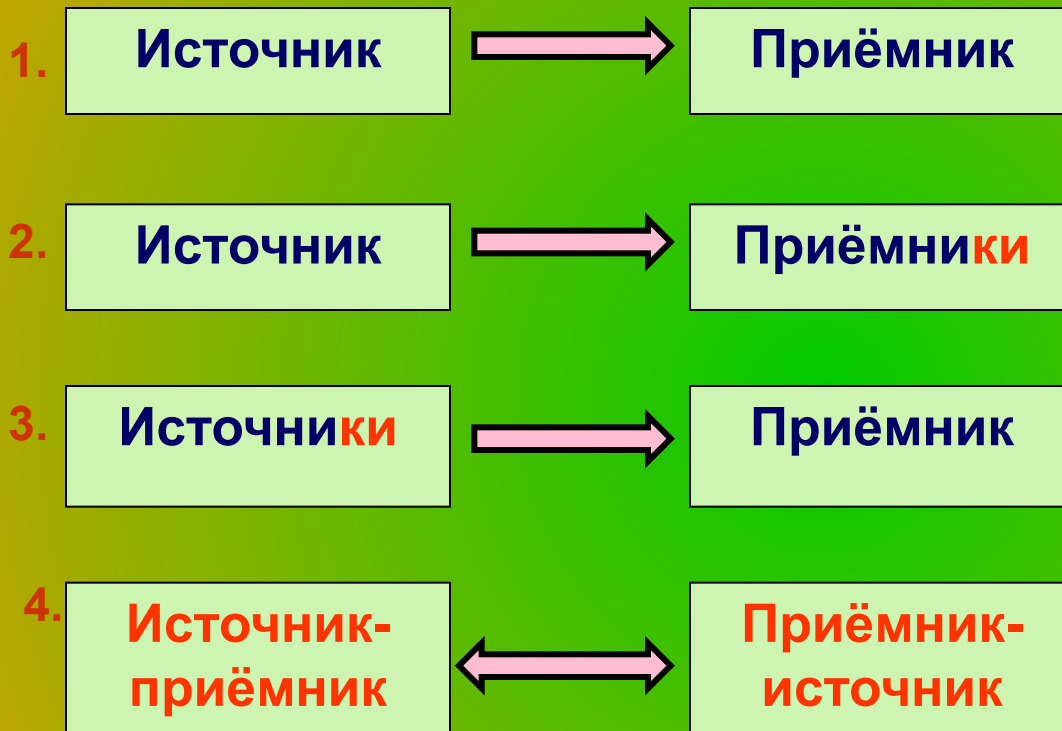 1. Источник Приёмник
2. Источник Приёмники
3. Источники Приёмник
4. Источник- Приёмник-
приёмник источник